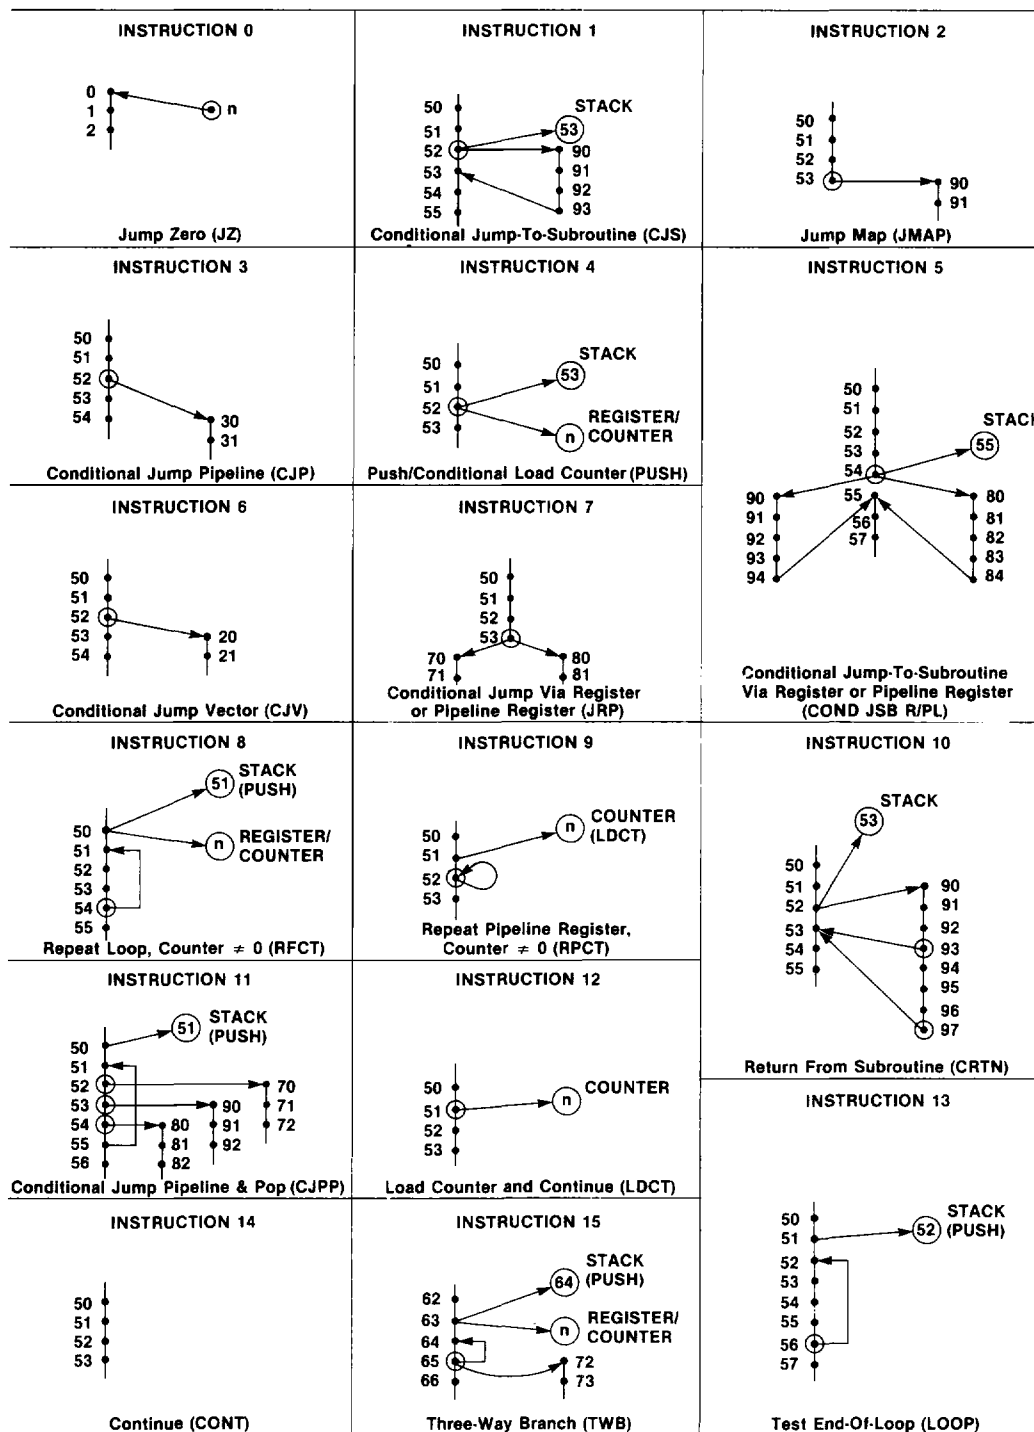 INSTRUCTION 0
0
1
2
n
Jump Zero (JZ)
INSTRUCTION 1
50
51
52
53
54
55
STACK
53
90
91
92
93
Conditional Jump-To-Subroutine (CJS)
INSTRUCTION 2
50
51
52
53
90
91
Jump Map (JMAP)
INSTRUCTION 3
50
51
52
53
54
30
31
Conditional Jump Pipeline (CJP)
INSTRUCTION 4
50
51
52
53
STACK
53
REGISTER/
n COUNTER
Push/Conditional Load Counter (PUSH)
INSTRUCTION 5
50
51
52
53
54
STACK
55
90
91
92
93
94
55
56
57
80
81
82
83
84
Conditional Jump-To-Subroutine
Via Register or Pipeline Register
(COND JSB R/PL)
INSTRUCTION 6
50
51
52
53
54
20
21
Conditional Jump Vector (CJV)
INSTRUCTION 7
50
51
52
53
70
71
80
81
Conditional Jump Via Register
or Pipeline Register (JRP)
INSTRUCTION 8
50
51
52
53
54
55
51 STACK
(PUSH)
n REGISTER/
COUNTER
Repeat Loop, Counter ≠ 0 (RFCT)
INSTRUCTION 9
50
51
52
53
n COUNTER
(LDCT)
Repeat Pipeline Register,
Counter ≠ 0 (RPCT)
INSTRUCTION 10
STACK
53
50
51
52
53
54
55
90
91
92
93
94
95
96
97
Return From Subroutine (CRTN)
INSTRUCTION 11
50
51
52
53
54
55
56
51 STACK
(PUSH)
80
81
82
90
91
92
70
71
72
Conditional Jump Pipeline & Pop (CJPP)
INSTRUCTION 12
50
51
52
53
COUNTER
n
Load Counter and Continue (LDCT)
INSTRUCTION 13
50
51
52
53
54
55
56
57
52 STACK
(PUSH)
Test End-Of-Loop (LOOP)
INSTRUCTION 14
50
51
52
53
Continue (CONT)
INSTRUCTION 15
62
63
64
65
66
64 STACK
(PUSH)
n REGISTER/
COUNTER
72
73
Three-Way Branch (TWB)